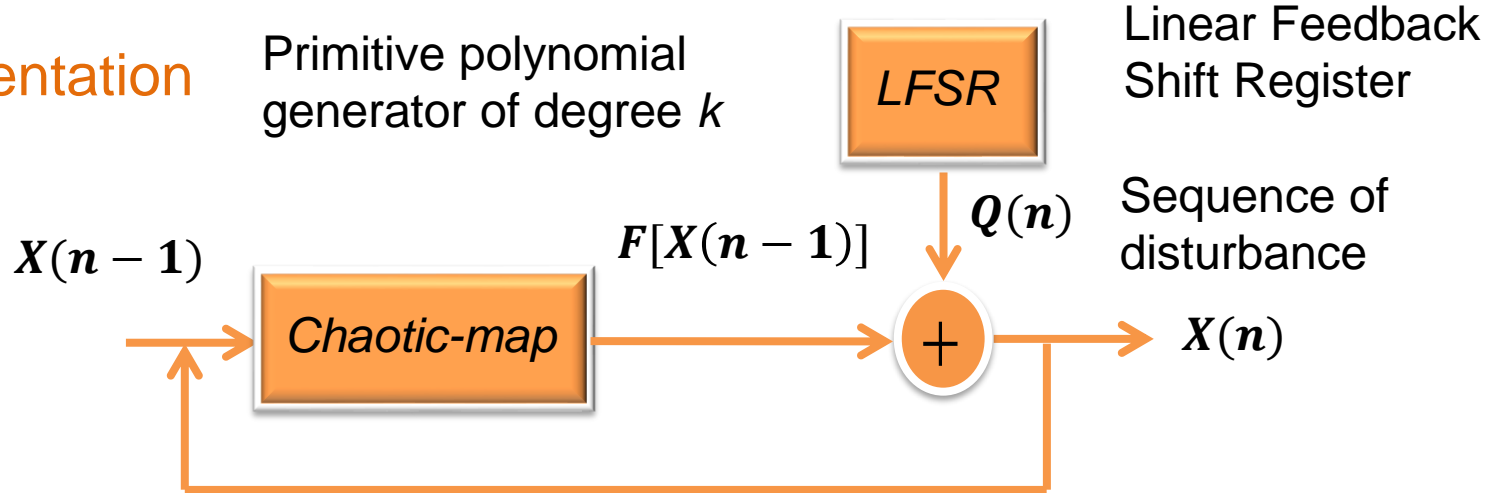 entation
Primitive polynomial
generator of degree k
LFSR
Linear Feedback
Shift Register
Q(n)
Sequence of
disturbance
X(n − 1)
F[X(n − 1)]
Chaotic-map
+
X(n)